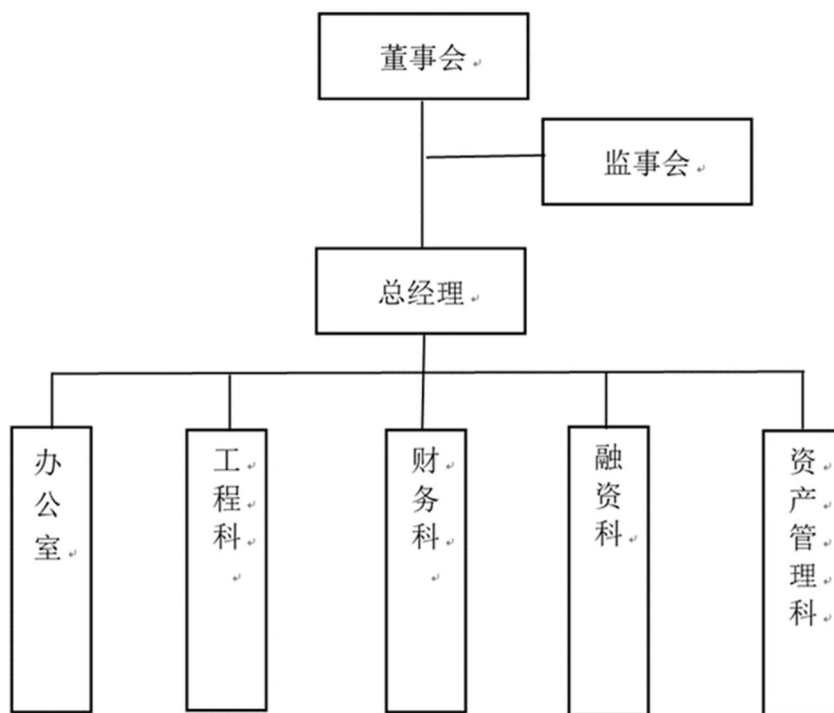 董事会
监事会
总经理
办公室
工程科
财务科
融资科
资产管理科